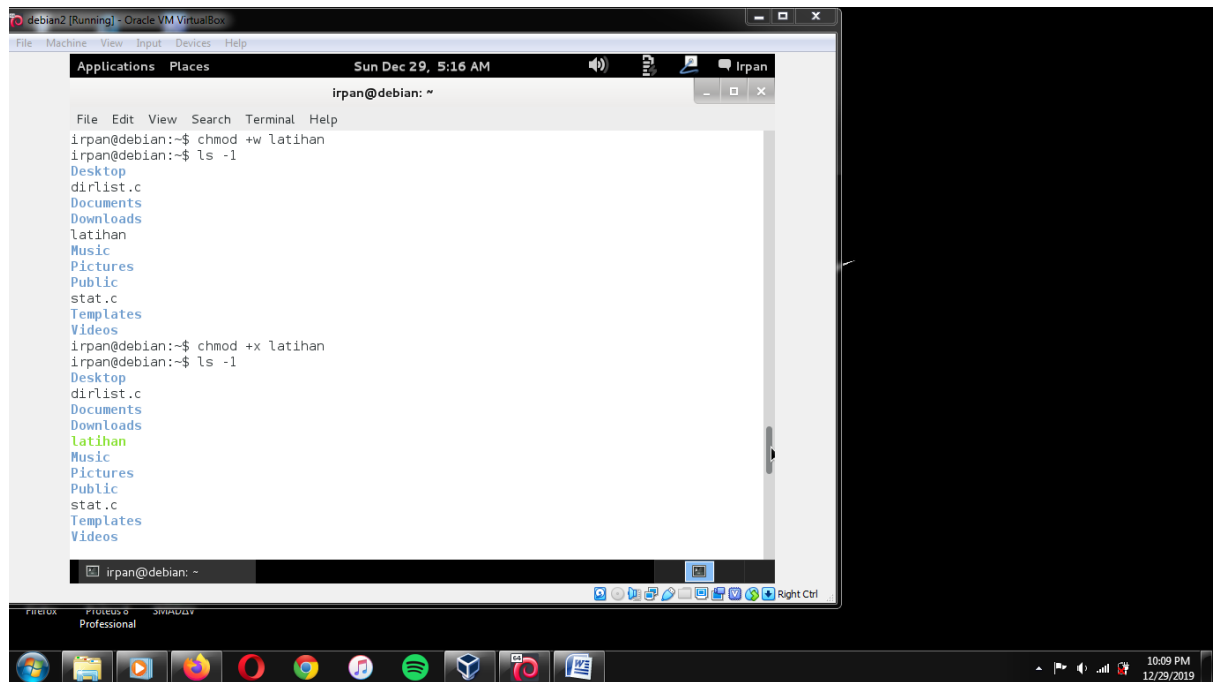 debian2 [Running] - Oracle VM VirtualBox
File Machine View Input Devices Help
Applications Places Sun Dec 29, 5:16 AM Irpan
irpan@debian: ~
File Edit View Search Terminal Help
irpan@debian:~$ chmod +w latihan
irpan@debian:~$ ls -1
Desktop
dirlist.c
Documents
Downloads
latihan
Music
Pictures
Public
stat.c
Templates
Videos
irpan@debian:~$ chmod +x latihan
irpan@debian:~$ ls -1
Desktop
dirlist.c
Documents
Downloads
latihan
Music
Pictures
Public
stat.c
Templates
Videos
irpan@debian: ~
Right Ctrl
Firefox Proteus 8 SMADAV
Professional
10:09 PM
12/29/2019